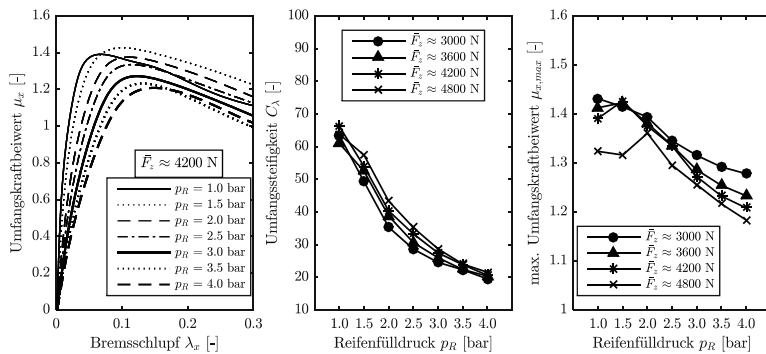 Umfangskraftbeiwert μx [-]
1.6
1.4
1.2
1
0.8
0.6
0.4
0.2
0
F̄z ≈ 4200 N
pR = 1.0 bar
pR = 1.5 bar
pR = 2.0 bar
pR = 2.5 bar
pR = 3.0 bar
pR = 3.5 bar
pR = 4.0 bar
0 0.1 0.2 0.3
Bremsschlupf λx [-]
Umfangssteifigkeit Cλ [-]
100
90
80
70
60
50
40
30
20
10
F̄z ≈ 3000 N
F̄z ≈ 3600 N
F̄z ≈ 4200 N
F̄z ≈ 4800 N
1.0 1.5 2.0 2.5 3.0 3.5 4.0
Reifenfülldruck pR [bar]
max. Umfangskraftbeiwert μx,max [-]
1.6
1.5
1.4
1.3
1.2
1.1
1
F̄z ≈ 3000 N
F̄z ≈ 3600 N
F̄z ≈ 4200 N
F̄z ≈ 4800 N
1.0 1.5 2.0 2.5 3.0 3.5 4.0
Reifenfülldruck pR [bar]